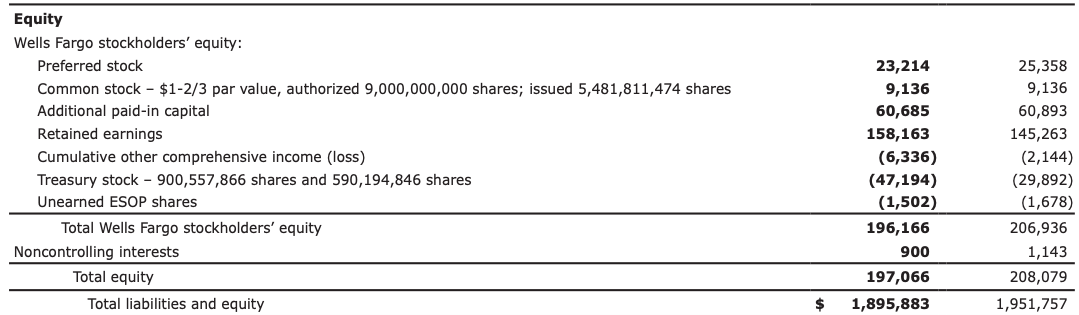 Equity
Wells Fargo stockholders' equity:
Preferred stock 23,214 25,358
Common stock – $1-2/3 par value, authorized 9,000,000,000 shares; issued 5,481,811,474 shares 9,136 9,136
Additional paid-in capital 60,685 60,893
Retained earnings 158,163 145,263
Cumulative other comprehensive income (loss) (6,336) (2,144)
Treasury stock – 900,557,866 shares and 590,194,846 shares (47,194) (29,892)
Unearned ESOP shares (1,502) (1,678)
Total Wells Fargo stockholders' equity 196,166 206,936
Noncontrolling interests 900 1,143
Total equity 197,066 208,079
Total liabilities and equity $ 1,895,883 1,951,757